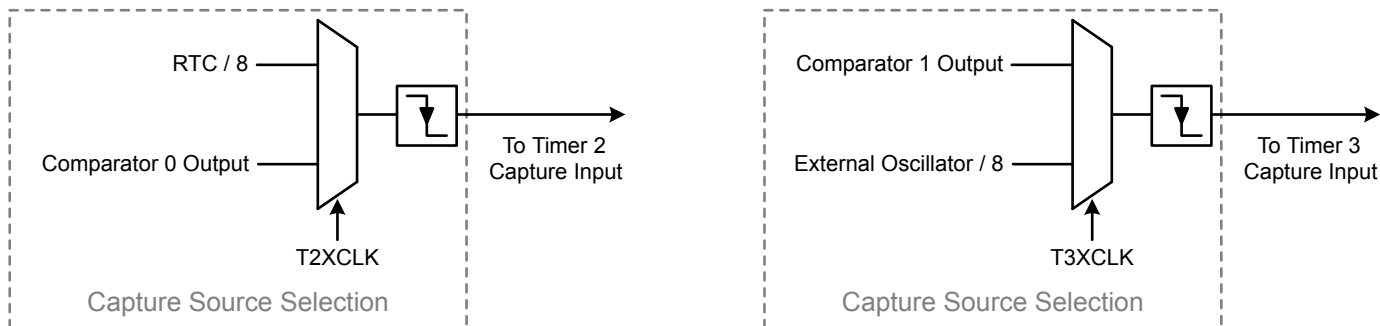 RTC / 8
Comparator 0 Output
To Timer 2
Capture Input
T2XCLK
Capture Source Selection
Comparator 1 Output
External Oscillator / 8
To Timer 3
Capture Input
T3XCLK
Capture Source Selection